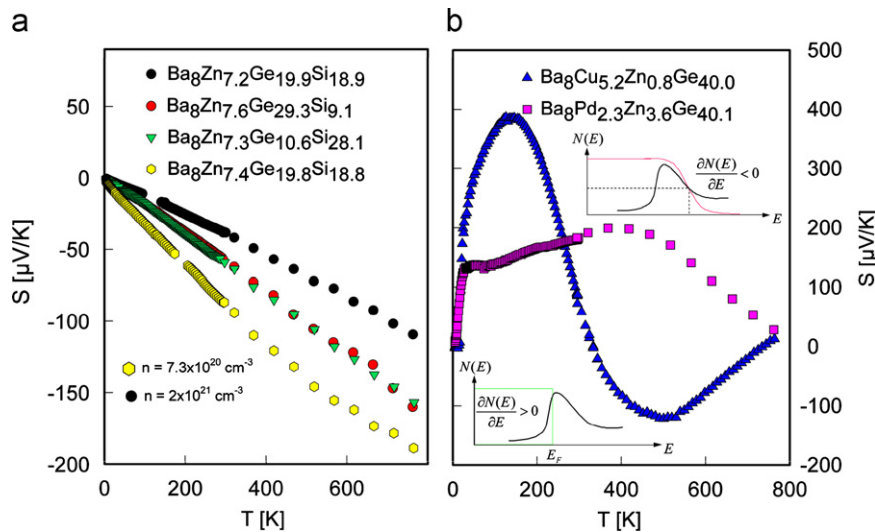 a
50
0
-50
-100
-150
-200
S [µV/K]
0
200
400
600
T [K]
Ba8Zn7.2Ge19.9Si18.9
Ba8Zn7.6Ge29.3Si9.1
Ba8Zn7.3Ge10.6Si28.1
Ba8Zn7.4Ge19.8Si18.8
n = 7.3x10^20 cm^-3
n = 2x10^21 cm^-3
b
Ba8Cu5.2Zn0.8Ge40.0
Ba8Pd2.3Zn3.6Ge40.1
N(E)
∂N(E)/∂E < 0
E
N(E)
∂N(E)/∂E > 0
E
E_F
500
400
300
200
100
0
-100
-200
S [µV/K]
0
200
400
600
800
T [K]